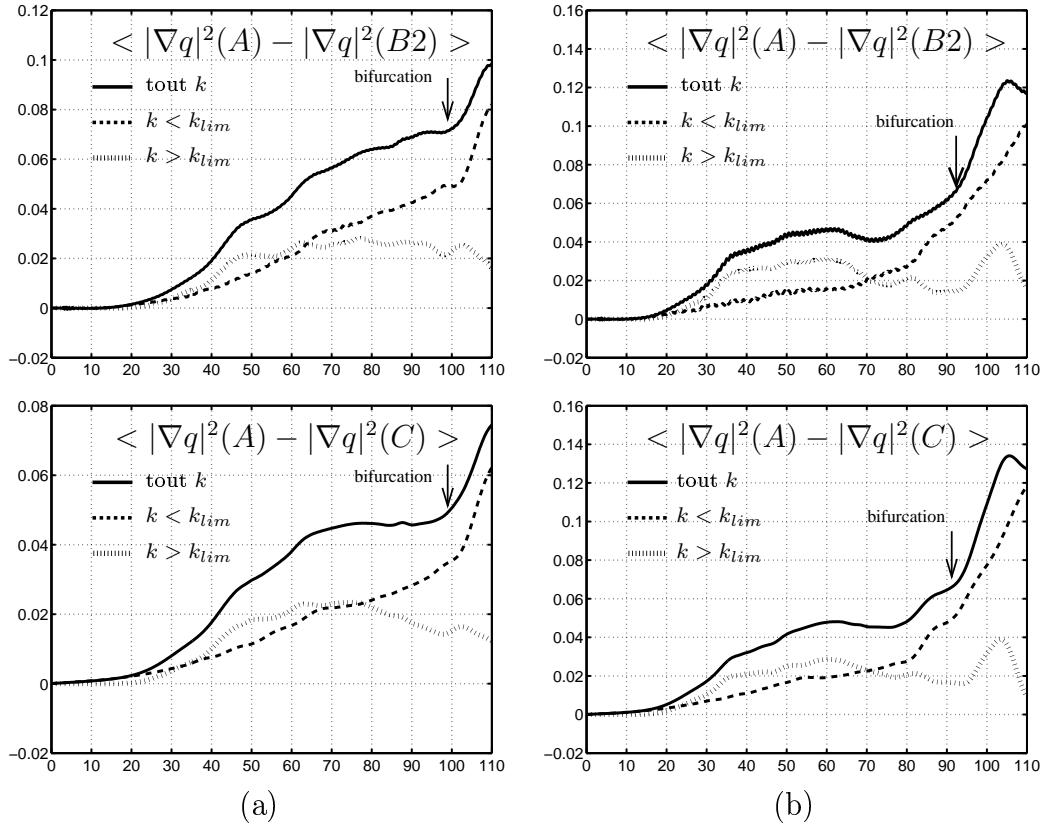 0.12
0.1
0.08
0.06
0.04
0.02
0
−0.02
< |∇q|²(A) − |∇q|²(B2) >
tout k
k < k_lim
k > k_lim
bifurcation
0 10 20 30 40 50 60 70 80 90 100 110
0.16
0.14
0.12
0.10
0.08
0.06
0.04
0.02
0
−0.02
< |∇q|²(A) − |∇q|²(B2) >
tout k
k < k_lim
k > k_lim
bifurcation
0 10 20 30 40 50 60 70 80 90 100 110
0.08
0.06
0.04
0.02
0
−0.02
< |∇q|²(A) − |∇q|²(C) >
tout k
k < k_lim
k > k_lim
bifurcation
0 10 20 30 40 50 60 70 80 90 100 110
(a)
0.16
0.14
0.12
0.1
0.08
0.06
0.04
0.02
0
−0.02
< |∇q|²(A) − |∇q|²(C) >
tout k
k < k_lim
k > k_lim
bifurcation
0 10 20 30 40 50 60 70 80 90 100 110
(b)